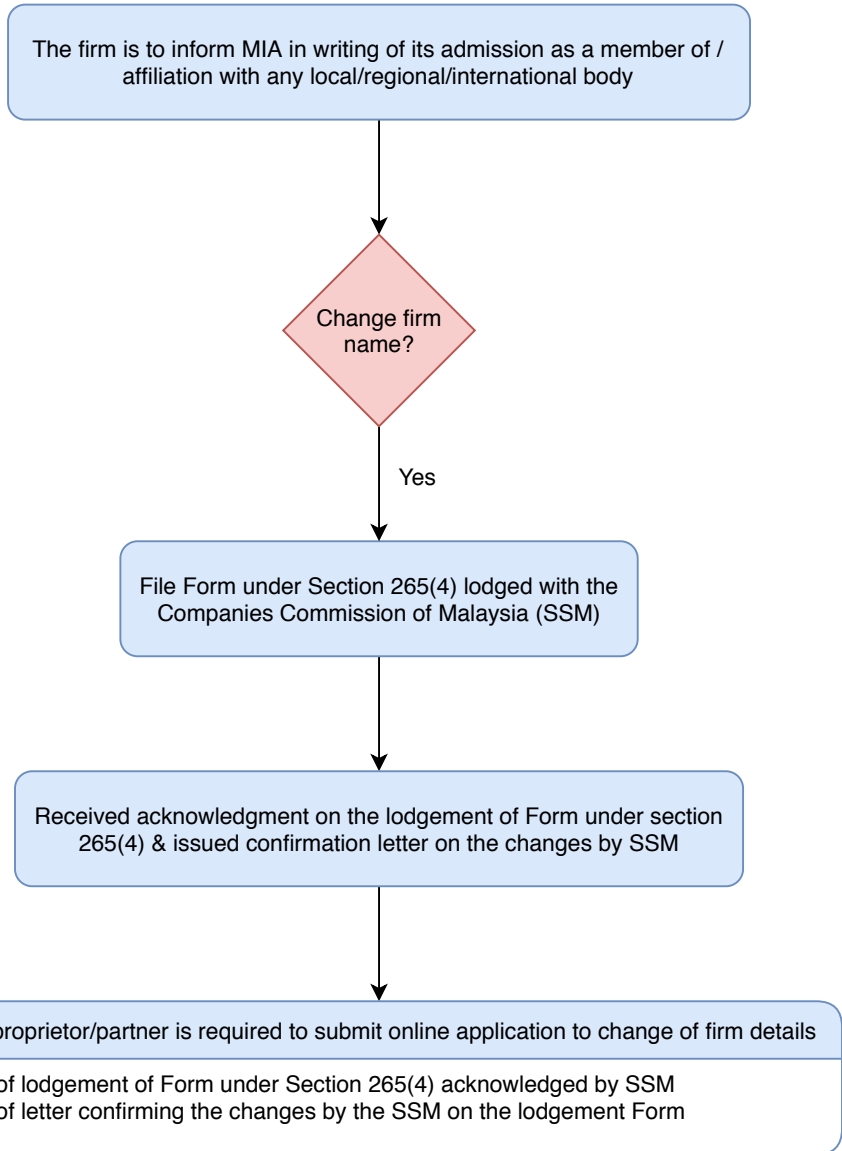 The firm is to inform MIA in writing of its admission as a member of /
affiliation with any local/regional/international body
Change firm
name?
Yes
File Form under Section 265(4) lodged with the
Companies Commission of Malaysia (SSM)
Received acknowledgment on the lodgement of Form under section
265(4) & issued confirmation letter on the changes by SSM
proprietor/partner is required to submit online application to change of firm details
of lodgement of Form under Section 265(4) acknowledged by SSM
of letter confirming the changes by the SSM on the lodgement Form